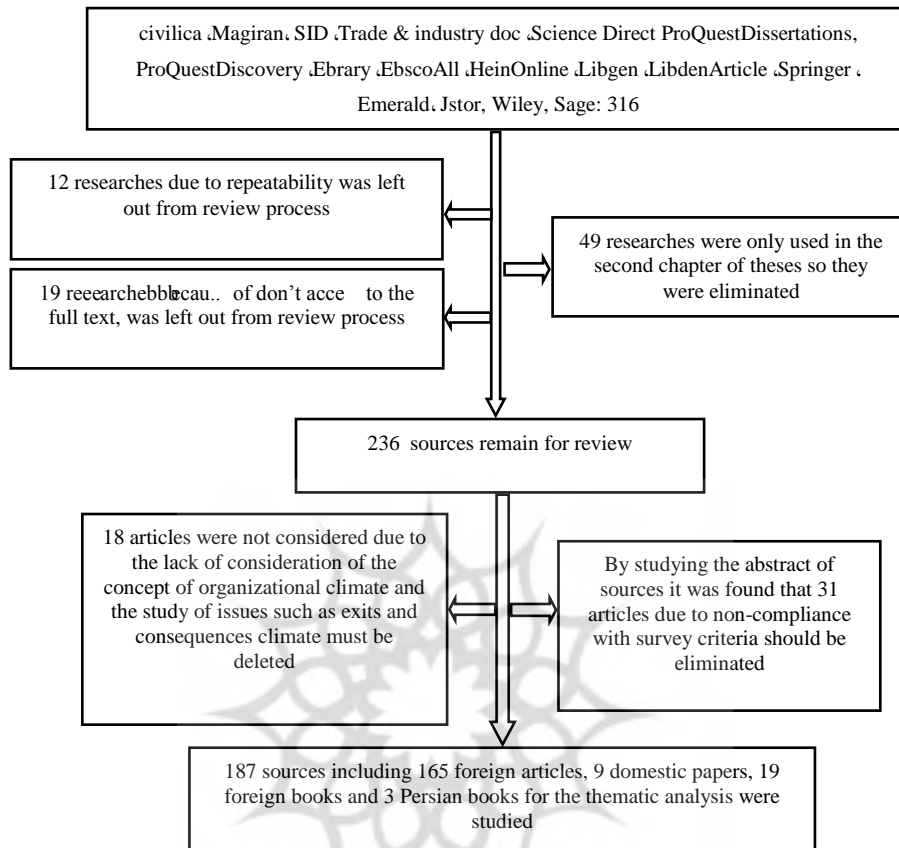 civilica ،Magiran، SID ،Trade & industry doc ،Science Direct ProQuestDissertations,
ProQuestDiscovery ،Ebrary ،EbscoAll ،HeinOnline ،Libgen ،LibdenArticle ،Springer ،
Emerald، Jstor, Wiley, Sage: 316
12 researches due to repeatability was left
out from review process
49 researches were only used in the
second chapter of theses so they
were eliminated
19 of don't acce to the
full text, was left out from review process
236 sources remain for review
18 articles were not considered due to
the lack of consideration of the
concept of organizational climate and
the study of issues such as exits and
consequences climate must be
deleted
By studying the abstract of
sources it was found that 31
articles due to non-compliance
with survey criteria should be
eliminated
187 sources including 165 foreign articles, 9 domestic papers, 19
foreign books and 3 Persian books for the thematic analysis were
studied